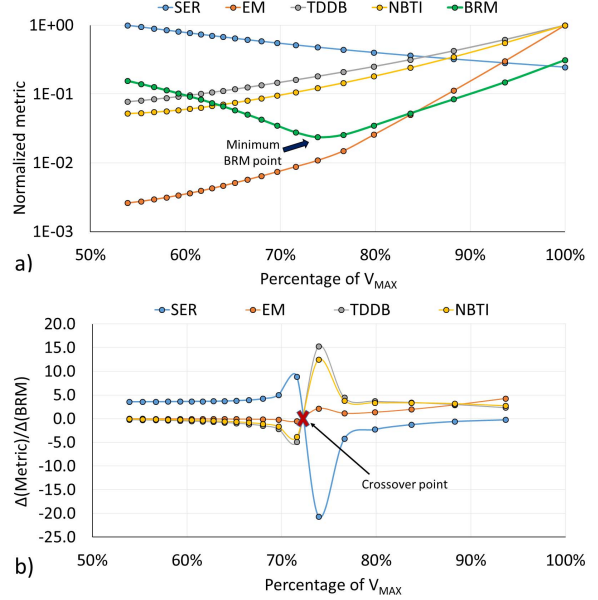 SER EM TDDB NBTI BRM
1E+00
1E-01
1E-02
1E-03
Normalized metric
Minimum
BRM point
50% 60% 70% 80% 90% 100%
Percentage of VMAX
a)
SER EM TDDB NBTI
20.0
15.0
10.0
5.0
0.0
-5.0
-10.0
-15.0
-20.0
-25.0
Δ(Metric)/Δ(BRM)
Crossover point
50% 60% 70% 80% 90% 100%
Percentage of VMAX
b)